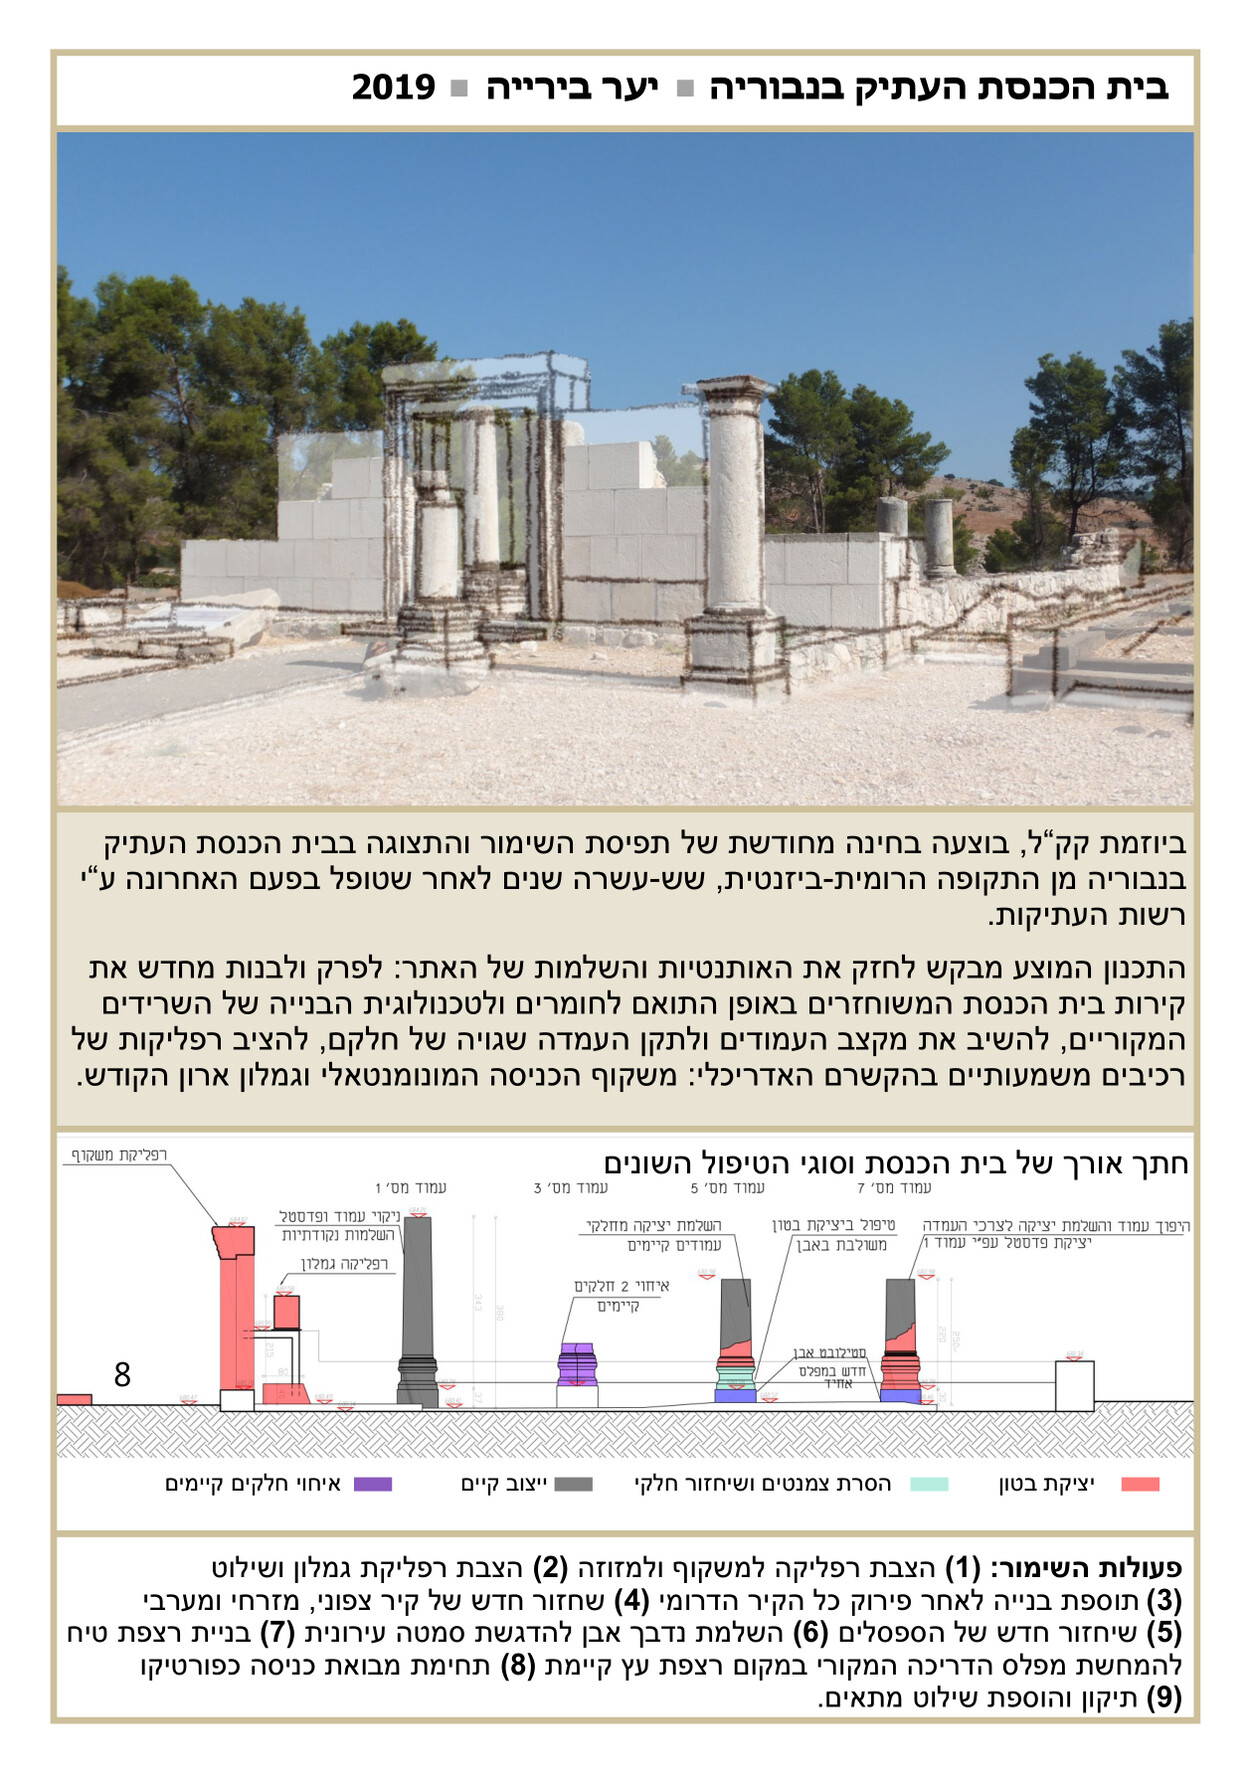 בית הכנסת העתיק בנבוריה ▪ יער בירייה ▪ 2019
ביוזמת קק“ל, בוצעה בחינה מחודשת של תפיסת השימור והתצוגה בבית הכנסת העתיק
בנבוריה מן התקופה הרומית-ביזנטית, שש-עשרה שנים לאחר שטופל בפעם האחרונה ע“י
רשות העתיקות.
התכנון המוצע מבקש לחזק את האותנטיות והשלמות של האתר: לפרק ולבנות מחדש את
קירות בית הכנסת המשוחזרים באופן התואם לחומרים ולטכנולוגית הבנייה של השרידים
המקוריים, להשיב את מקצב העמודים ולתקן העמדה שגויה של חלקם, להציב רפליקות של
רכיבים משמעותיים בהקשרם האדריכלי: משקוף הכניסה המונומנטאלי וגמלון ארון הקודש.
חתך אורך של בית הכנסת וסוגי הטיפול השונים
עמוד מס׳ 7
עמוד מס׳ 5
עמוד מס׳ 3
עמוד מס׳ 1
רפליקת משקוף
היפוך עמוד והשלמת יציקה לצרכי העמדה
יציקת פדסטל עפ״י עמוד 1
טיפול ביציקת בטון
משולבת באבן
השלמת יציקה מחלקי
עמודים קיימים
ניקוי עמוד ופדסטל
השלמות נקודתיות
רפליקה גמלון
איחוי 2 חלקים
קיימים
סטילובט אבן
חדש במפלס
אחיד
343
380
8
יציקת בטון
הסרת צמנטים ושיחזור חלקי
ייצוב קיים
איחוי חלקים קיימים
פעולות השימור: (1) הצבת רפליקה למשקוף ולמזוזה (2) הצבת רפליקת גמלון ושילוט
(3) תוספת בנייה לאחר פירוק כל הקיר הדרומי (4) שחזור חדש של קיר צפוני, מזרחי ומערבי
(5) שיחזור חדש של הספסלים (6) השלמת נדבך אבן להדגשת סמטה עירונית (7) בניית רצפת טיח
להמחשת מפלס הדריכה המקורי במקום רצפת עץ קיימת (8) תחימת מבואת כניסה כפורטיקו
(9) תיקון והוספת שילוט מתאים.